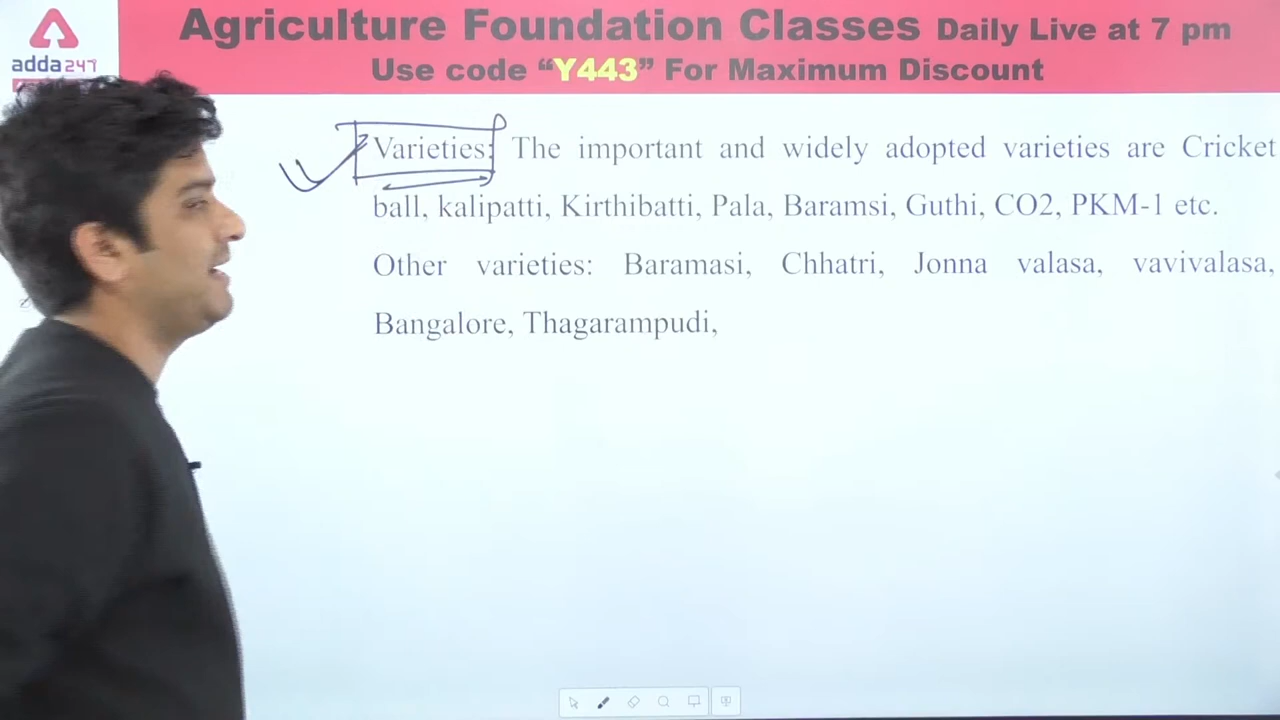 Agriculture Foundation Classes Daily Live at 7 pm
adda247
Use code “Y443” For Maximum Discount
Varieties: The important and widely adopted varieties are Cricket
ball, kalipatti, Kirthibatti, Pala, Baramsi, Guthi, CO2, PKM-1 etc.
Other varieties: Baramasi, Chhatri, Jonna valasa, vavivalasa,
Bangalore, Thagarampudi,